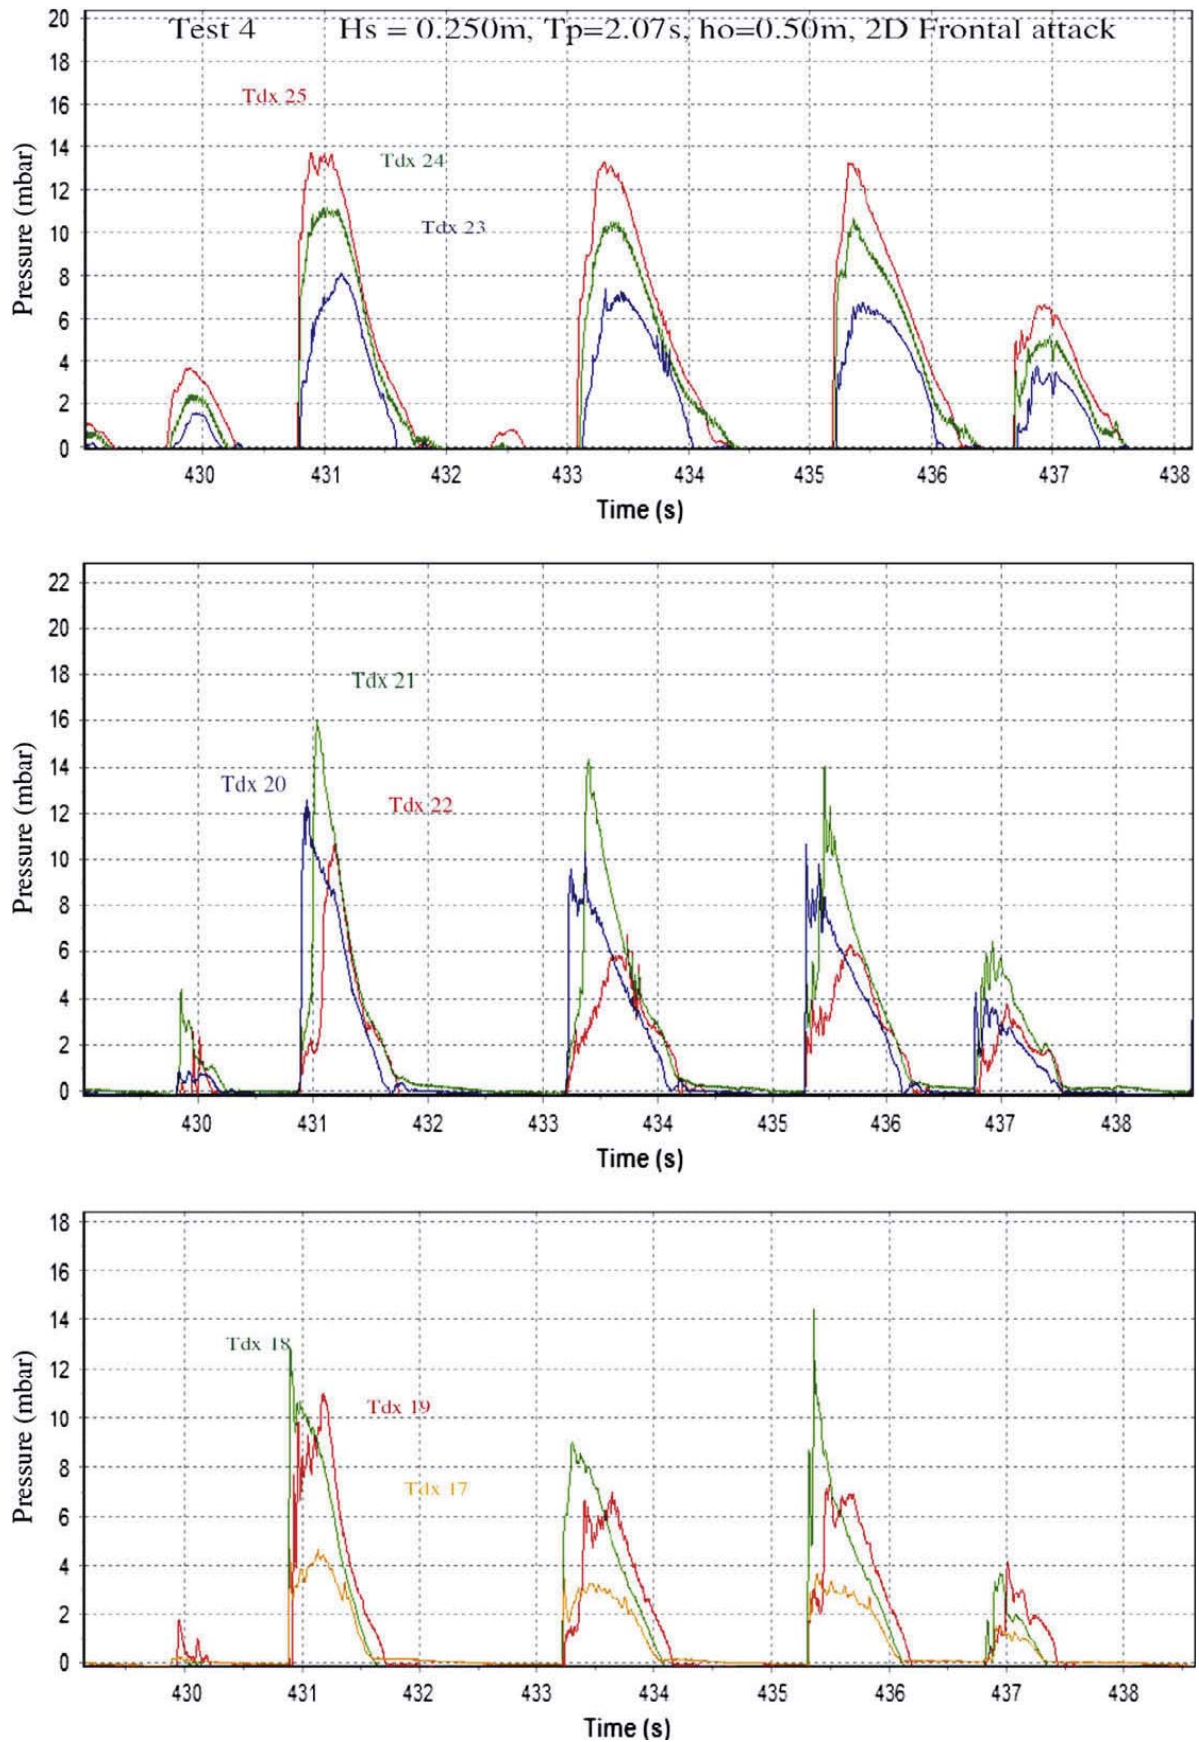 20
Test 4 Hs = 0.250m, Tp=2.07s, ho=0.50m, 2D Frontal attack
18
16
Tdx 25
14
Tdx 24
12
10
Tdx 23
8
6
4
2
0
Pressure (mbar)
430 431 432 433 434 435 436 437 438
Time (s)
22
20
18
Tdx 21
16
14
Tdx 20
12
Tdx 22
10
8
6
4
2
0
Pressure (mbar)
430 431 432 433 434 435 436 437 438
Time (s)
18
16
14
Tdx 18
12
Tdx 19
10
8
Tdx 17
6
4
2
0
Pressure (mbar)
430 431 432 433 434 435 436 437 438
Time (s)